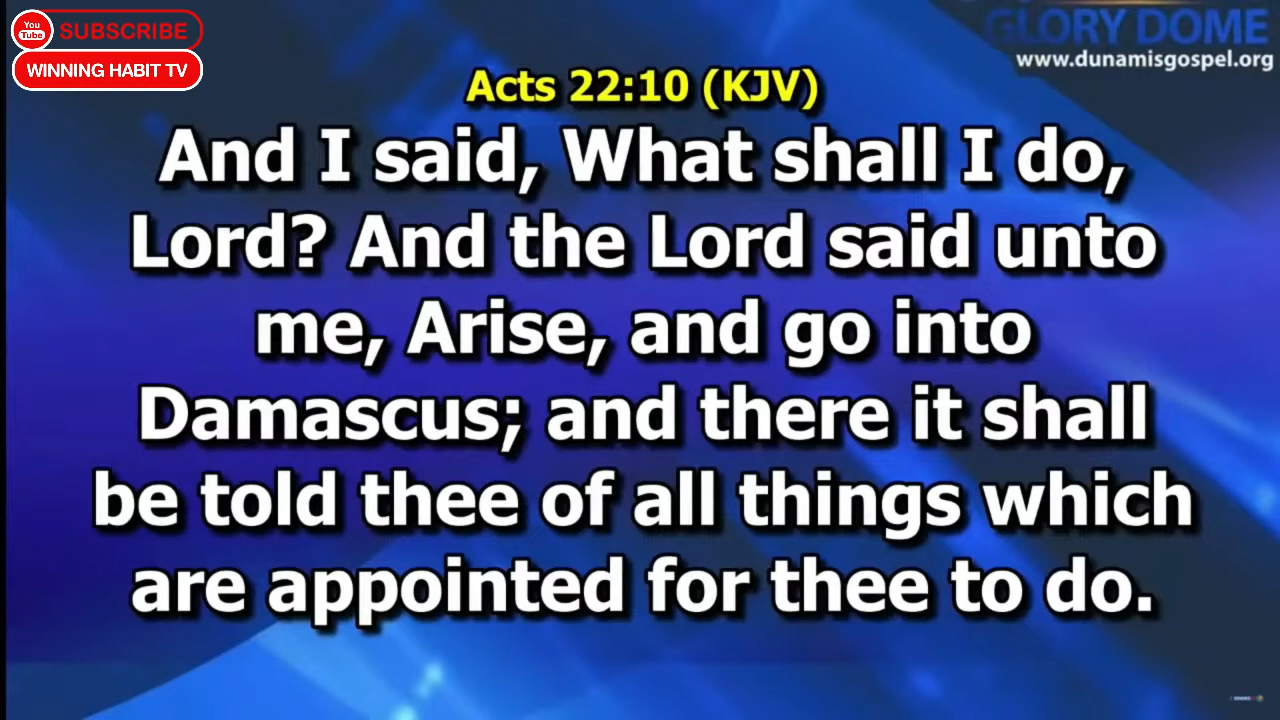 You
Tube
SUBSCRIBE
WINNING HABIT TV
GLORY DOME
www.dunamisgospel.org
Acts 22:10 (KJV)
And I said, What shall I do,
Lord? And the Lord said unto
me, Arise, and go into
Damascus; and there it shall
be told thee of all things which
are appointed for thee to do.